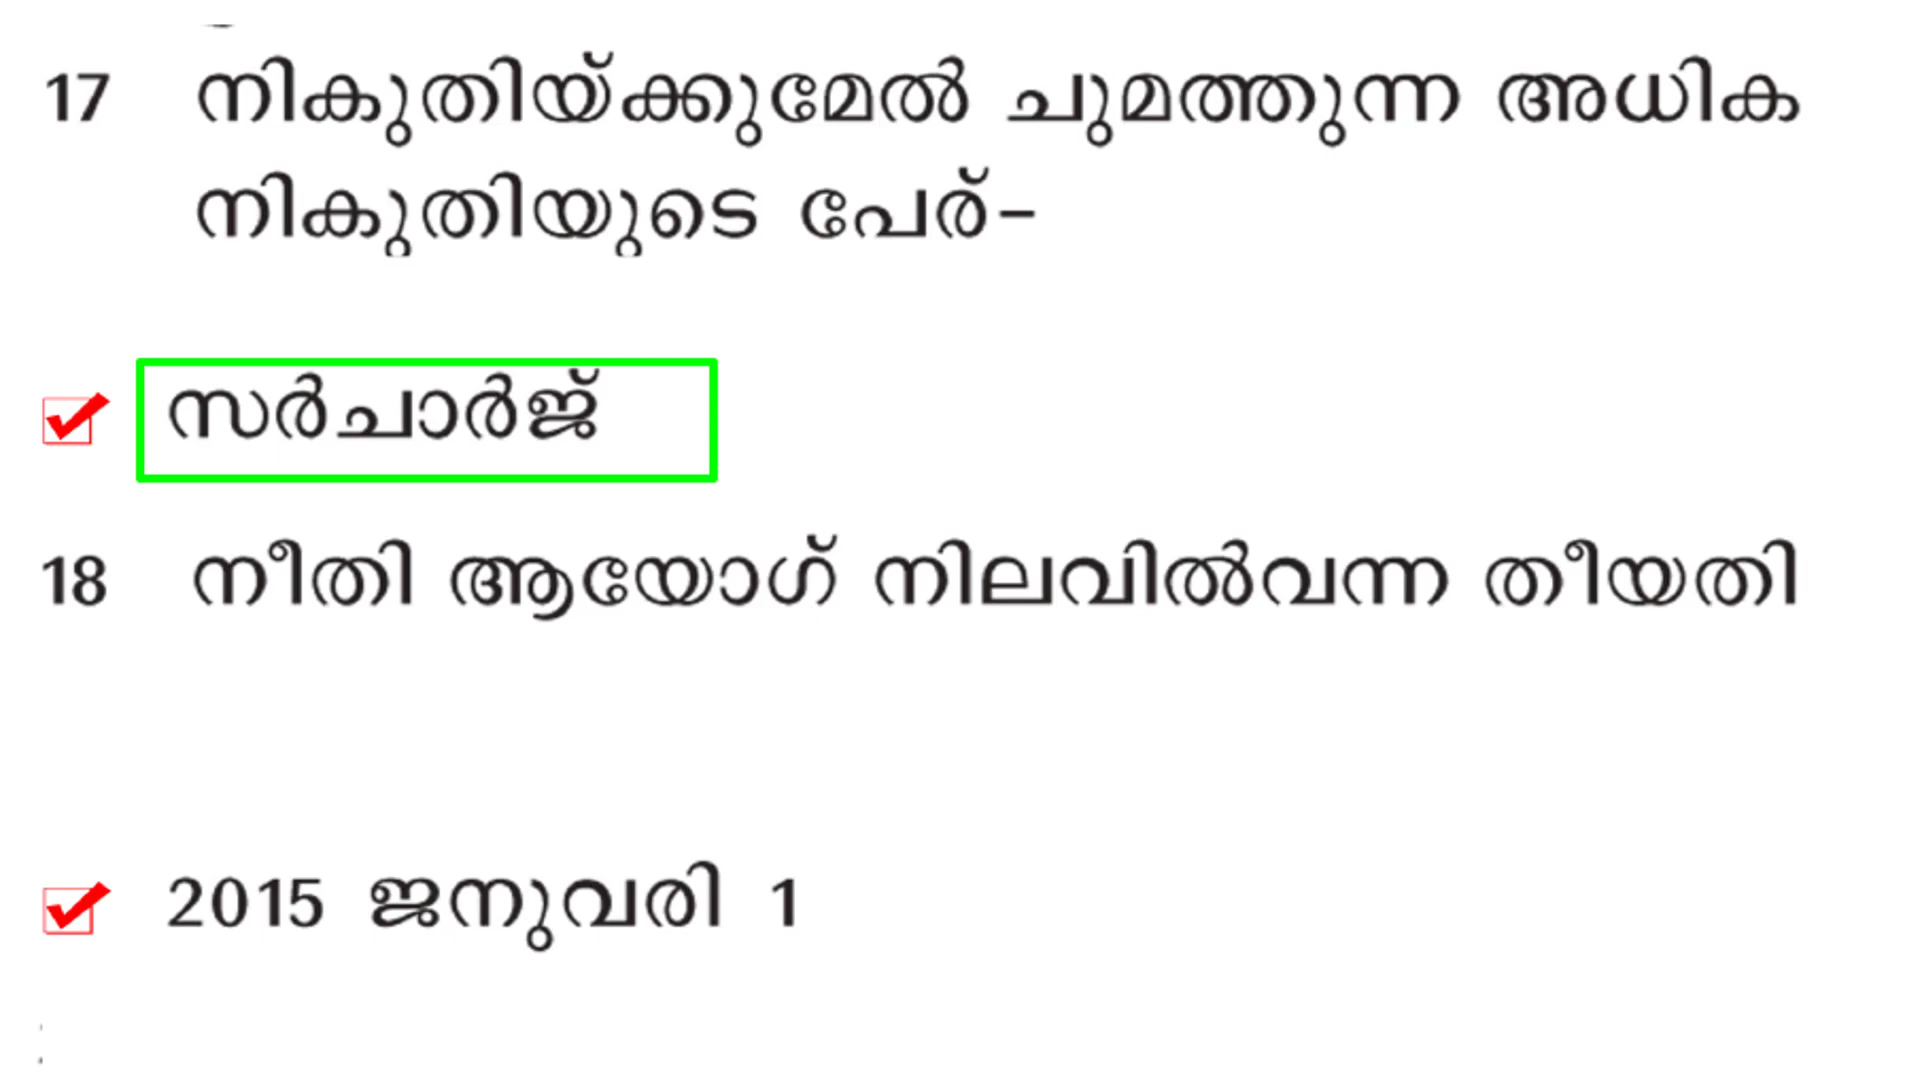 17 നികുതിയ്ക്കുമേൽ ചുമത്തുന്ന അധിക
നികുതിയുടെ പേര്-
സർചാർജ്
18 നീതി ആയോഗ് നിലവിൽവന്ന തീയതി
2015 ജനുവരി 1